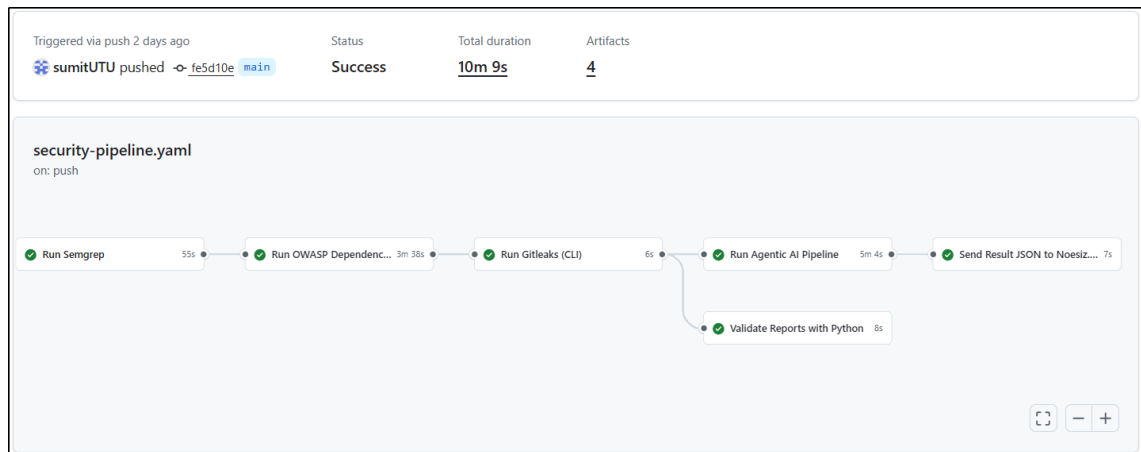 Triggered via push 2 days ago
Status
Total duration
Artifacts
sumitUTU pushed fe5d10e main
Success
10m 9s
4
security-pipeline.yaml
on: push
Run Semgrep 55s
Run OWASP Dependenc... 3m 38s
Run Gitleaks (CLI) 6s
Run Agentic AI Pipeline 5m 4s
Send Result JSON to Noesiz.... 7s
Validate Reports with Python 8s